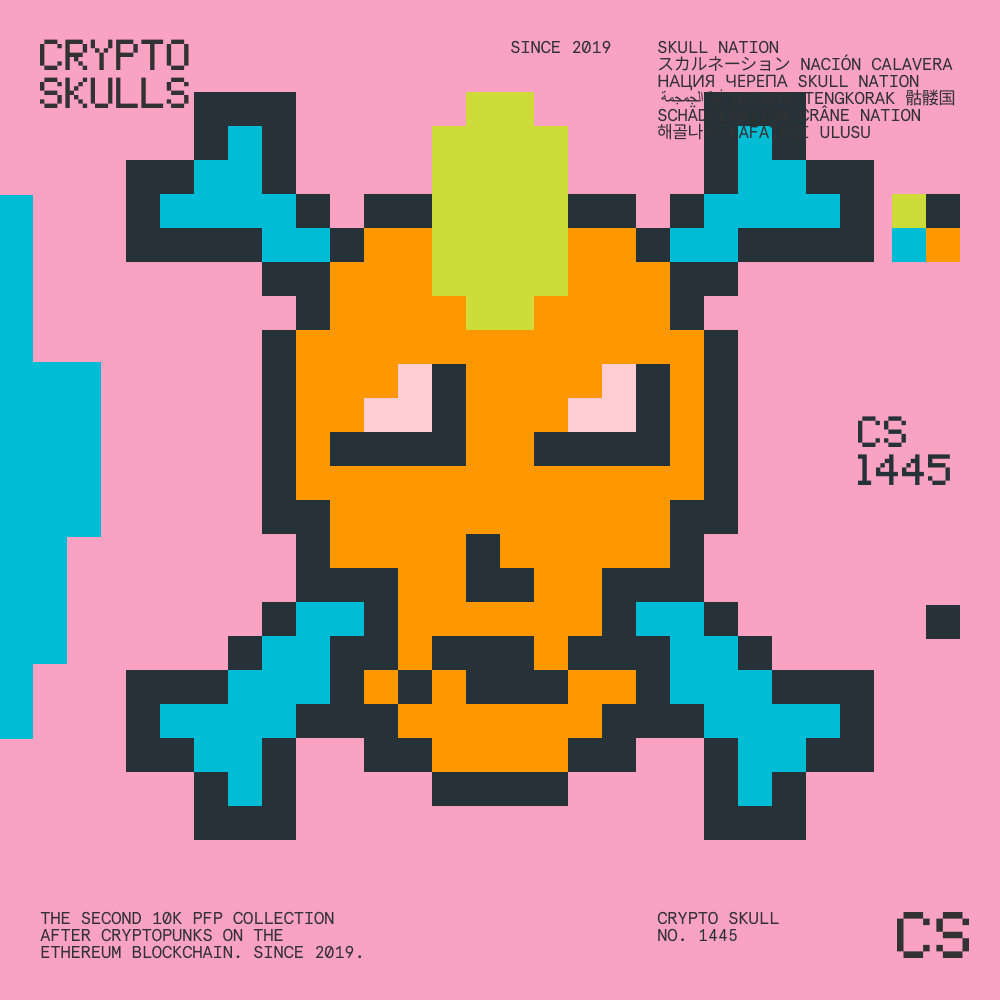 CRYPTO
SKULLS
SINCE 2019
SKULL NATION
スカルネーション NACIÓN CALAVERA
НАЦИЯ ЧЕРЕПА SKULL NATION
الجمجمة TENGKORAK 骷髅国
CRÂNE NATION
ULUSU
CS
1445
THE SECOND 10K PFP COLLECTION
AFTER CRYPTOPUNKS ON THE
ETHEREUM BLOCKCHAIN. SINCE 2019.
CRYPTO SKULL
NO. 1445
CS